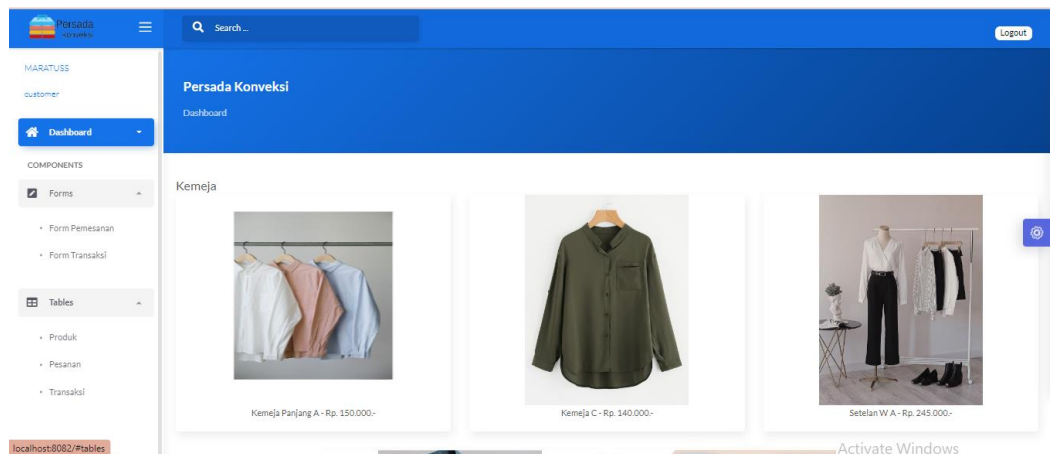 Persada
Konveksi
Search ...
Logout
MARATUSS
customer
Dashboard
COMPONENTS
Forms
Form Pemesanan
Form Transaksi
Tables
Produk
Pesanan
Transaksi
localhost:8082/#tables
Persada Konveksi
Dashboard
Kemeja
Kemeja Panjang A - Rp. 150.000.-
Kemeja C - Rp. 140.000.-
Setelan W A - Rp. 245.000.-
Activate Windows